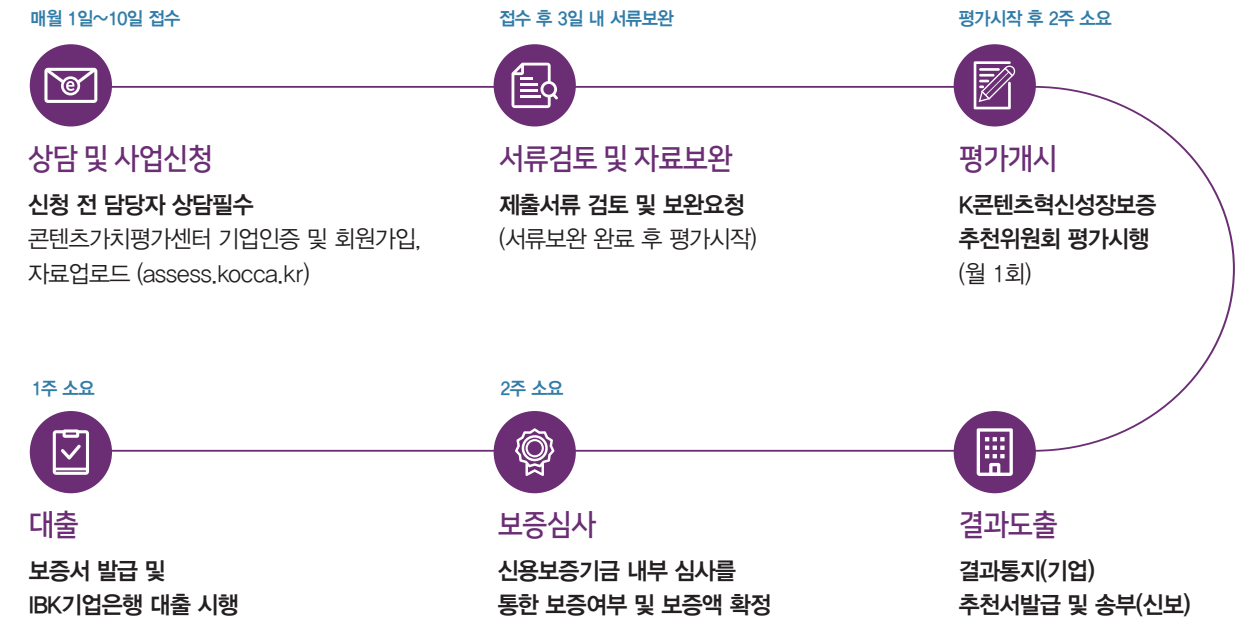 매월 1일~10일 접수
상담 및 사업신청
신청 전 담당자 상담필수
콘텐츠가치평가센터 기업인증 및 회원가입,
자료업로드 (assess.kocca.kr)
접수 후 3일 내 서류보완
서류검토 및 자료보완
제출서류 검토 및 보완요청
(서류보완 완료 후 평가시작)
평가시작 후 2주 소요
평가개시
K콘텐츠혁신성장보증
추천위원회 평가시행
(월 1회)
결과도출
결과통지(기업)
추천서발급 및 송부(신보)
2주 소요
보증심사
신용보증기금 내부 심사를
통한 보증여부 및 보증액 확정
1주 소요
대출
보증서 발급 및
IBK기업은행 대출 시행